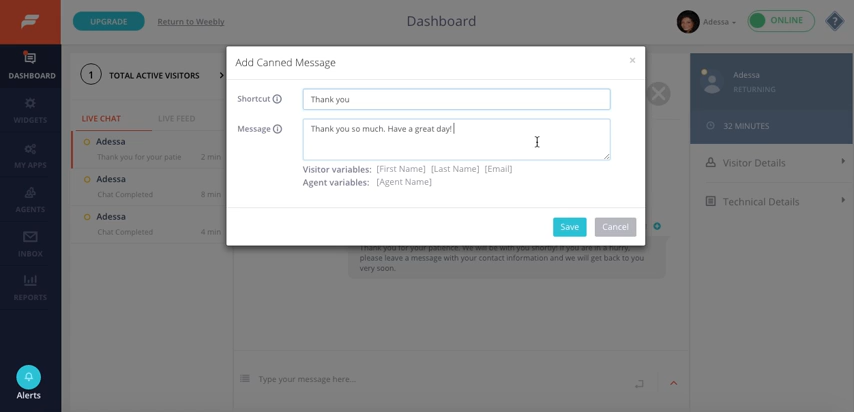 UPGRADE
Return to Weebly
Dashboard
Adessa
ONLINE
?
DASHBOARD
WIDGETS
MY APPS
AGENTS
INBOX
REPORTS
Alerts
1 TOTAL ACTIVE VISITORS
LIVE CHAT LIVE FEED
Adessa
Thank you for your patie 2 min
Adessa
Chat Completed 8 min
Adessa
Chat Completed 4 min
Add Canned Message
×
Shortcut
Thank you
Message
Thank you so much. Have a great day!
Visitor variables: [First Name] [Last Name] [Email]
Agent variables: [Agent Name]
Save
Cancel
Thank you for your patience. We will be with you shortly! If you are in a hurry,
please leave a message with your contact information and we will get back to you
very soon.
Type your message here...
Adessa
RETURNING
32 MINUTES
Visitor Details
Technical Details